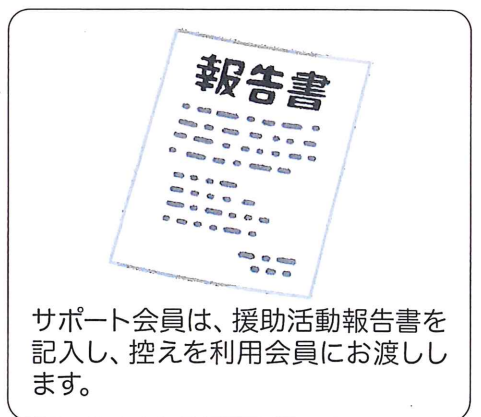 報告書
サポート会員は、援助活動報告書を
記入し、控えを利用会員にお渡しし
ます。